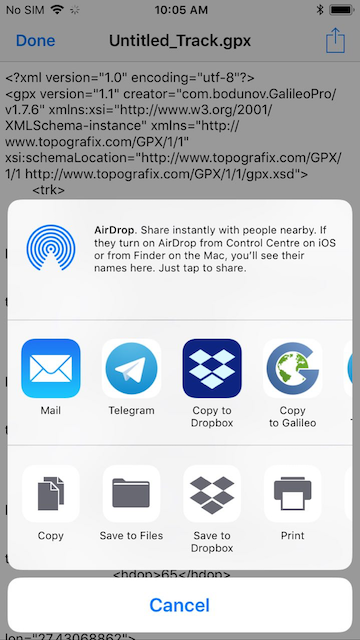 No SIM 10:05 AM
Done Untitled_Track.gpx
<?xml version="1.0" encoding="utf-8"?>
<gpx version="1.1" creator="com.bodunov.GalileoPro/
v1.7.6" xmlns:xsi="http://www.w3.org/2001/
XMLSchema-instance" xmlns="http://
www.topografix.com/GPX/1/1"
xsi:schemaLocation="http://www.topografix.com/GPX/
1/1 http://www.topografix.com/GPX/1/1/gpx.xsd">
<trk>
AirDrop. Share instantly with people nearby. If
they turn on AirDrop from Control Centre on iOS
or from Finder on the Mac, you'll see their
names here. Just tap to share.
Mail Telegram Copy to Dropbox Copy to Galileo
Copy Save to Files Save to Dropbox Print
<hdop>65</hdop>
Cancel
lon="27.43068862">